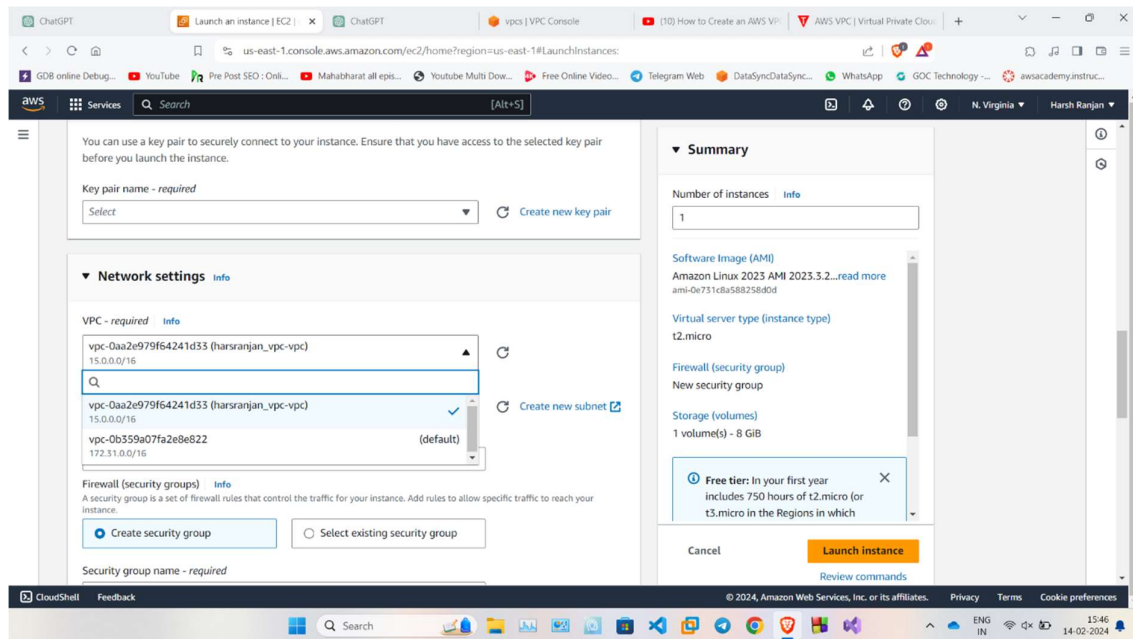 ChatGPT
Launch an instance | EC2 |
ChatGPT
vpcs | VPC Console
(10) How to Create an AWS VP
AWS VPC | Virtual Private Clou
us-east-1.console.aws.amazon.com/ec2/home?region=us-east-1#LaunchInstances:
GDB online Debug... YouTube Pre Post SEO : Onli... Mahabharat all epis... Youtube Multi Dow... Free Online Video... Telegram Web DataSyncDataSync... WhatsApp GOC Technology -... awsacademy.instruc...
aws Services Search [Alt+S] N. Virginia Harsh Ranjan
You can use a key pair to securely connect to your instance. Ensure that you have access to the selected key pair
before you launch the instance.
Key pair name - required
Select
Create new key pair
Network settings Info
VPC - required Info
vpc-0aa2e979f64241d33 (harsranjan_vpc-vpc)
15.0.0.0/16
vpc-0aa2e979f64241d33 (harsranjan_vpc-vpc)
15.0.0.0/16
vpc-0b359a07fa2e8e822 (default)
172.31.0.0/16
Create new subnet
Firewall (security groups) Info
A security group is a set of firewall rules that control the traffic for your instance. Add rules to allow specific traffic to reach your
instance.
Create security group
Select existing security group
Security group name - required
Summary
Number of instances Info
1
Software Image (AMI)
Amazon Linux 2023 AMI 2023.3.2...read more
ami-0e731c8a588258d0d
Virtual server type (instance type)
t2.micro
Firewall (security group)
New security group
Storage (volumes)
1 volume(s) - 8 GiB
Free tier: In your first year
includes 750 hours of t2.micro (or
t3.micro in the Regions in which
Cancel
Launch instance
Review commands
CloudShell Feedback © 2024, Amazon Web Services, Inc. or its affiliates. Privacy Terms Cookie preferences
Search
ENG
IN
15:46
14-02-2024